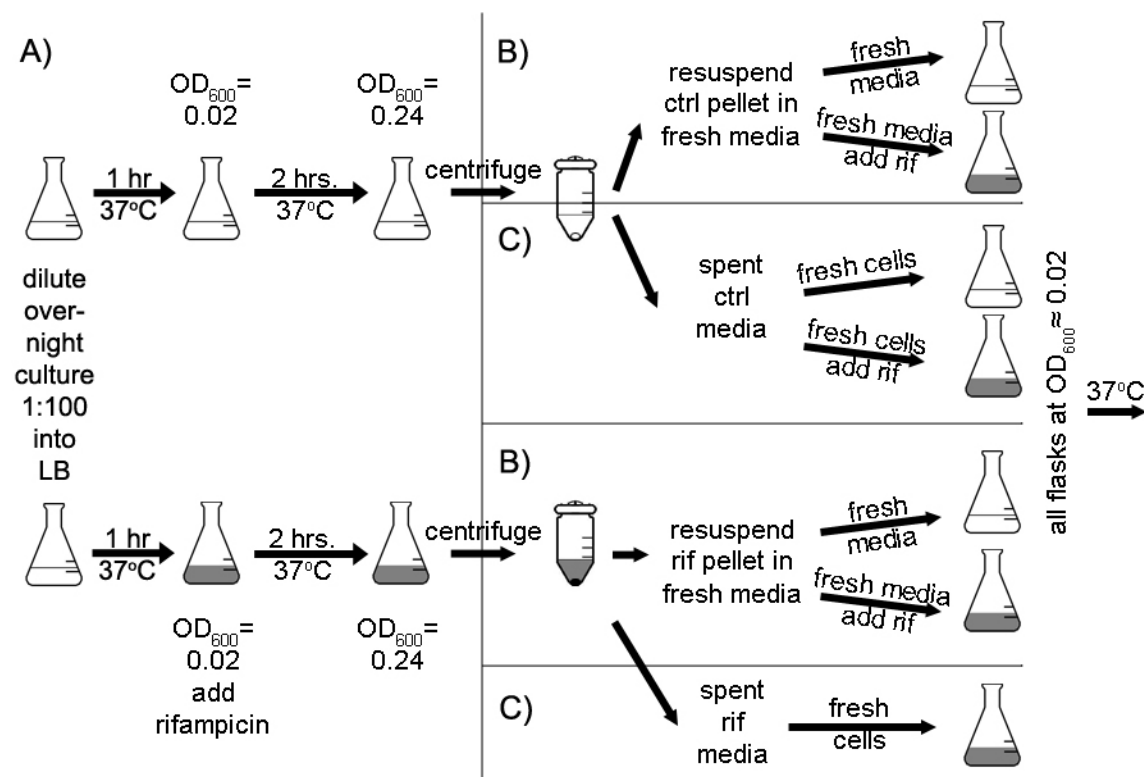 A)
OD600=
0.02
OD600=
0.24
1 hr
37°C
2 hrs.
37°C
centrifuge
dilute
over-
night
culture
1:100
into
LB
1 hr
37°C
2 hrs.
37°C
centrifuge
OD600=
0.02
add
rifampicin
OD600=
0.24
B)
resuspend
ctrl pellet in
fresh media
fresh
media
fresh media
add rif
C)
spent
ctrl
media
fresh cells
fresh cells
add rif
B)
resuspend
rif pellet in
fresh media
fresh
media
fresh media
add rif
C)
spent
rif
media
fresh
cells
all flasks at OD600 ≈ 0.02
37°C